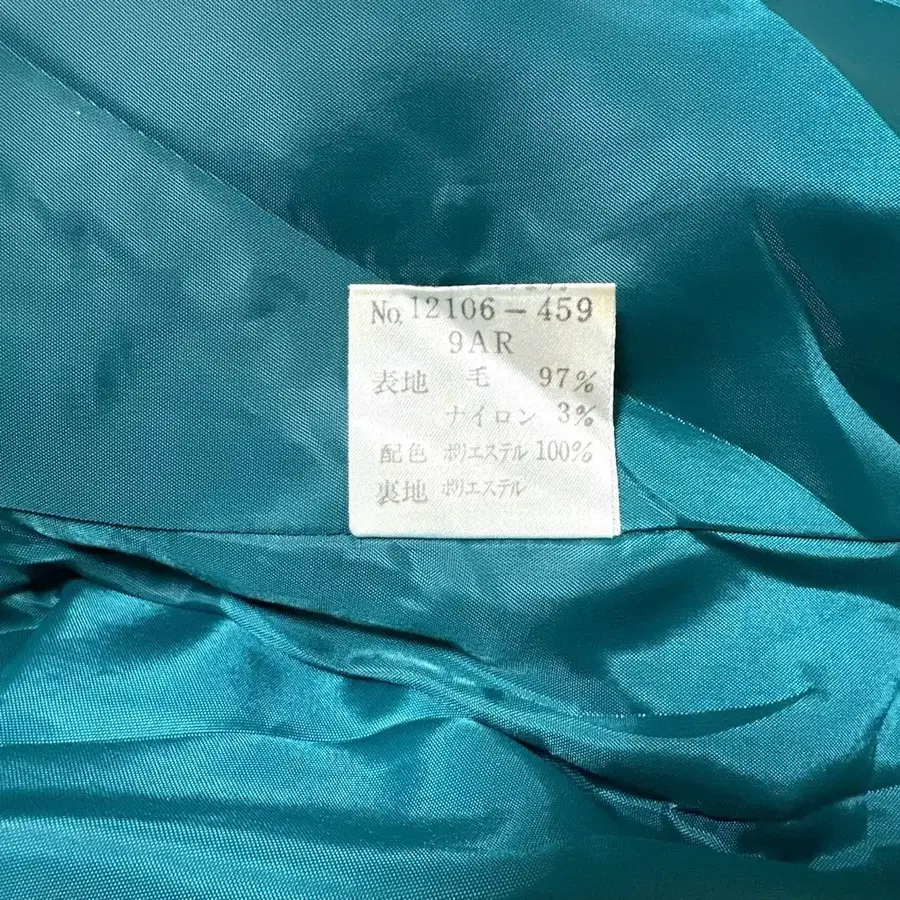 No. 12106-459
9AR
表地 毛 97%
ナイロン 3%
配色 ポリエステル 100%
裏地 ポリエステル